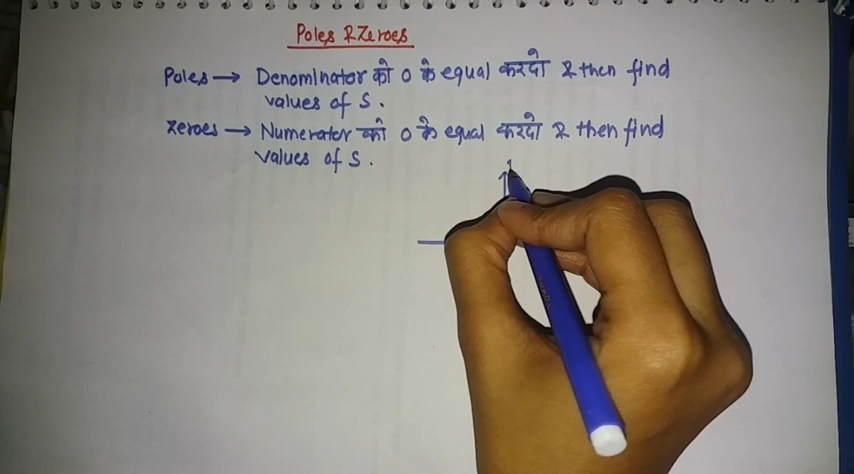 Poles & Zeroes
Poles → Denominator को 0 के equal करदो & then find
values of S.
Zeroes → Numerator को 0 के equal करदो & then find
values of S.